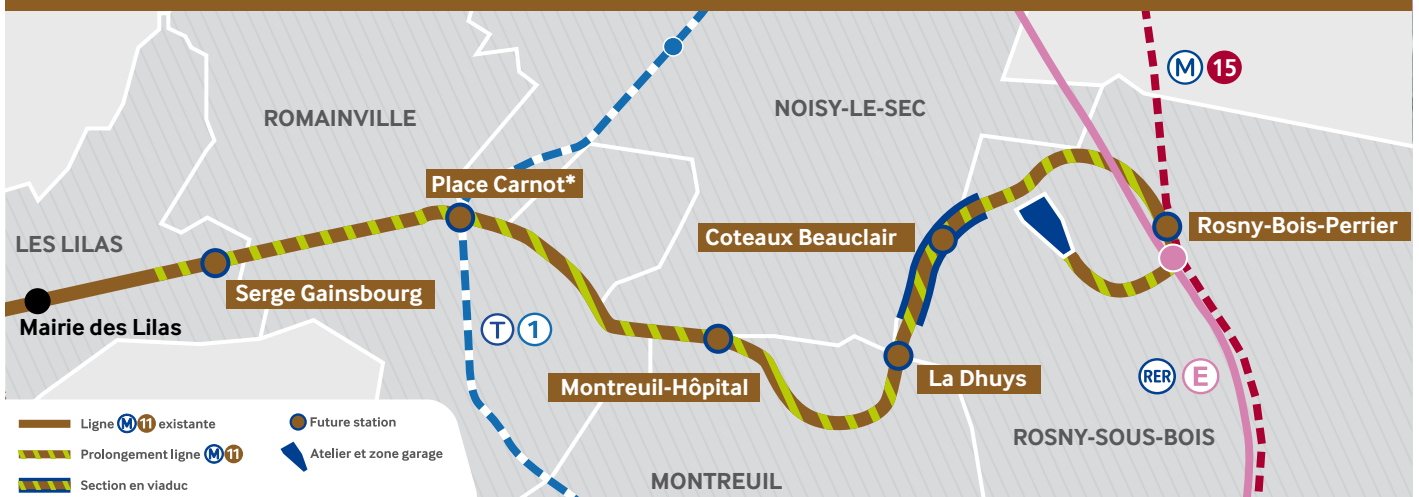 M 15
ROMAINVILLE
NOISY-LE-SEC
Place Carnot*
Rosny-Bois-Perrier
Coteaux Beauclair
LES LILAS
Serge Gainsbourg
Mairie des Lilas
T 1
Montreuil-Hôpital
La Dhuys
RER E
ROSNY-SOUS-BOIS
MONTREUIL
Ligne M 11 existante
Prolongement ligne M 11
Section en viaduc
Future station
Atelier et zone garage